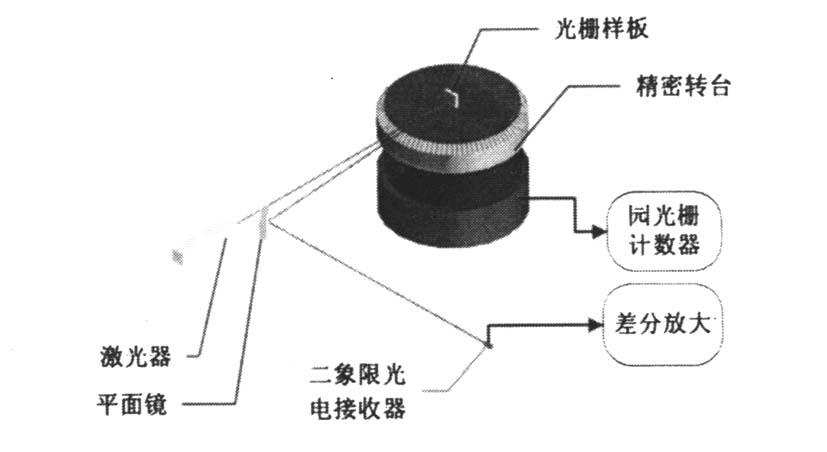 光栅样板
精密转台
园光栅
计数器
差分放大
激光器
平面镜
二象限光
电接收器